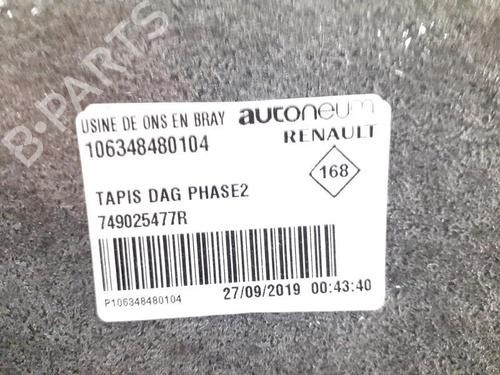 USINE DE ONS EN BRAY autoneum
106348480104 RENAULT
168
TAPIS DAG PHASE2
749025477R
P106348480104 27/09/2019 00:43:40
B-PARTS